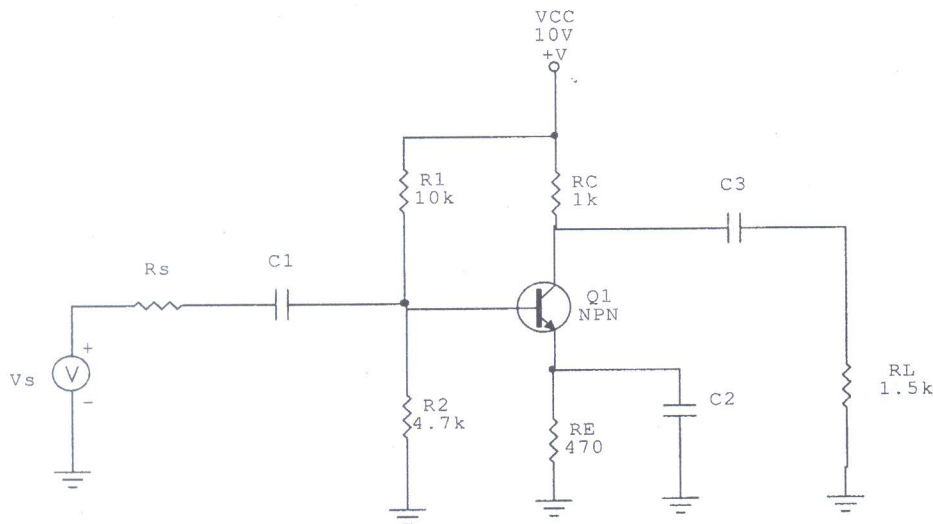 VCC
10V
+V
R1
10k
RC
1k
C3
Rs
C1
Q1
NPN
+
Vs
V
−
R2
4.7k
RE
470
C2
RL
1.5k